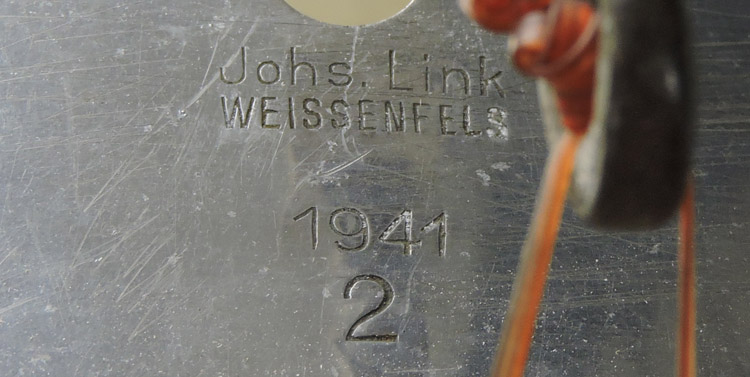 Johs. Link
WEISSENFELS
1941
2